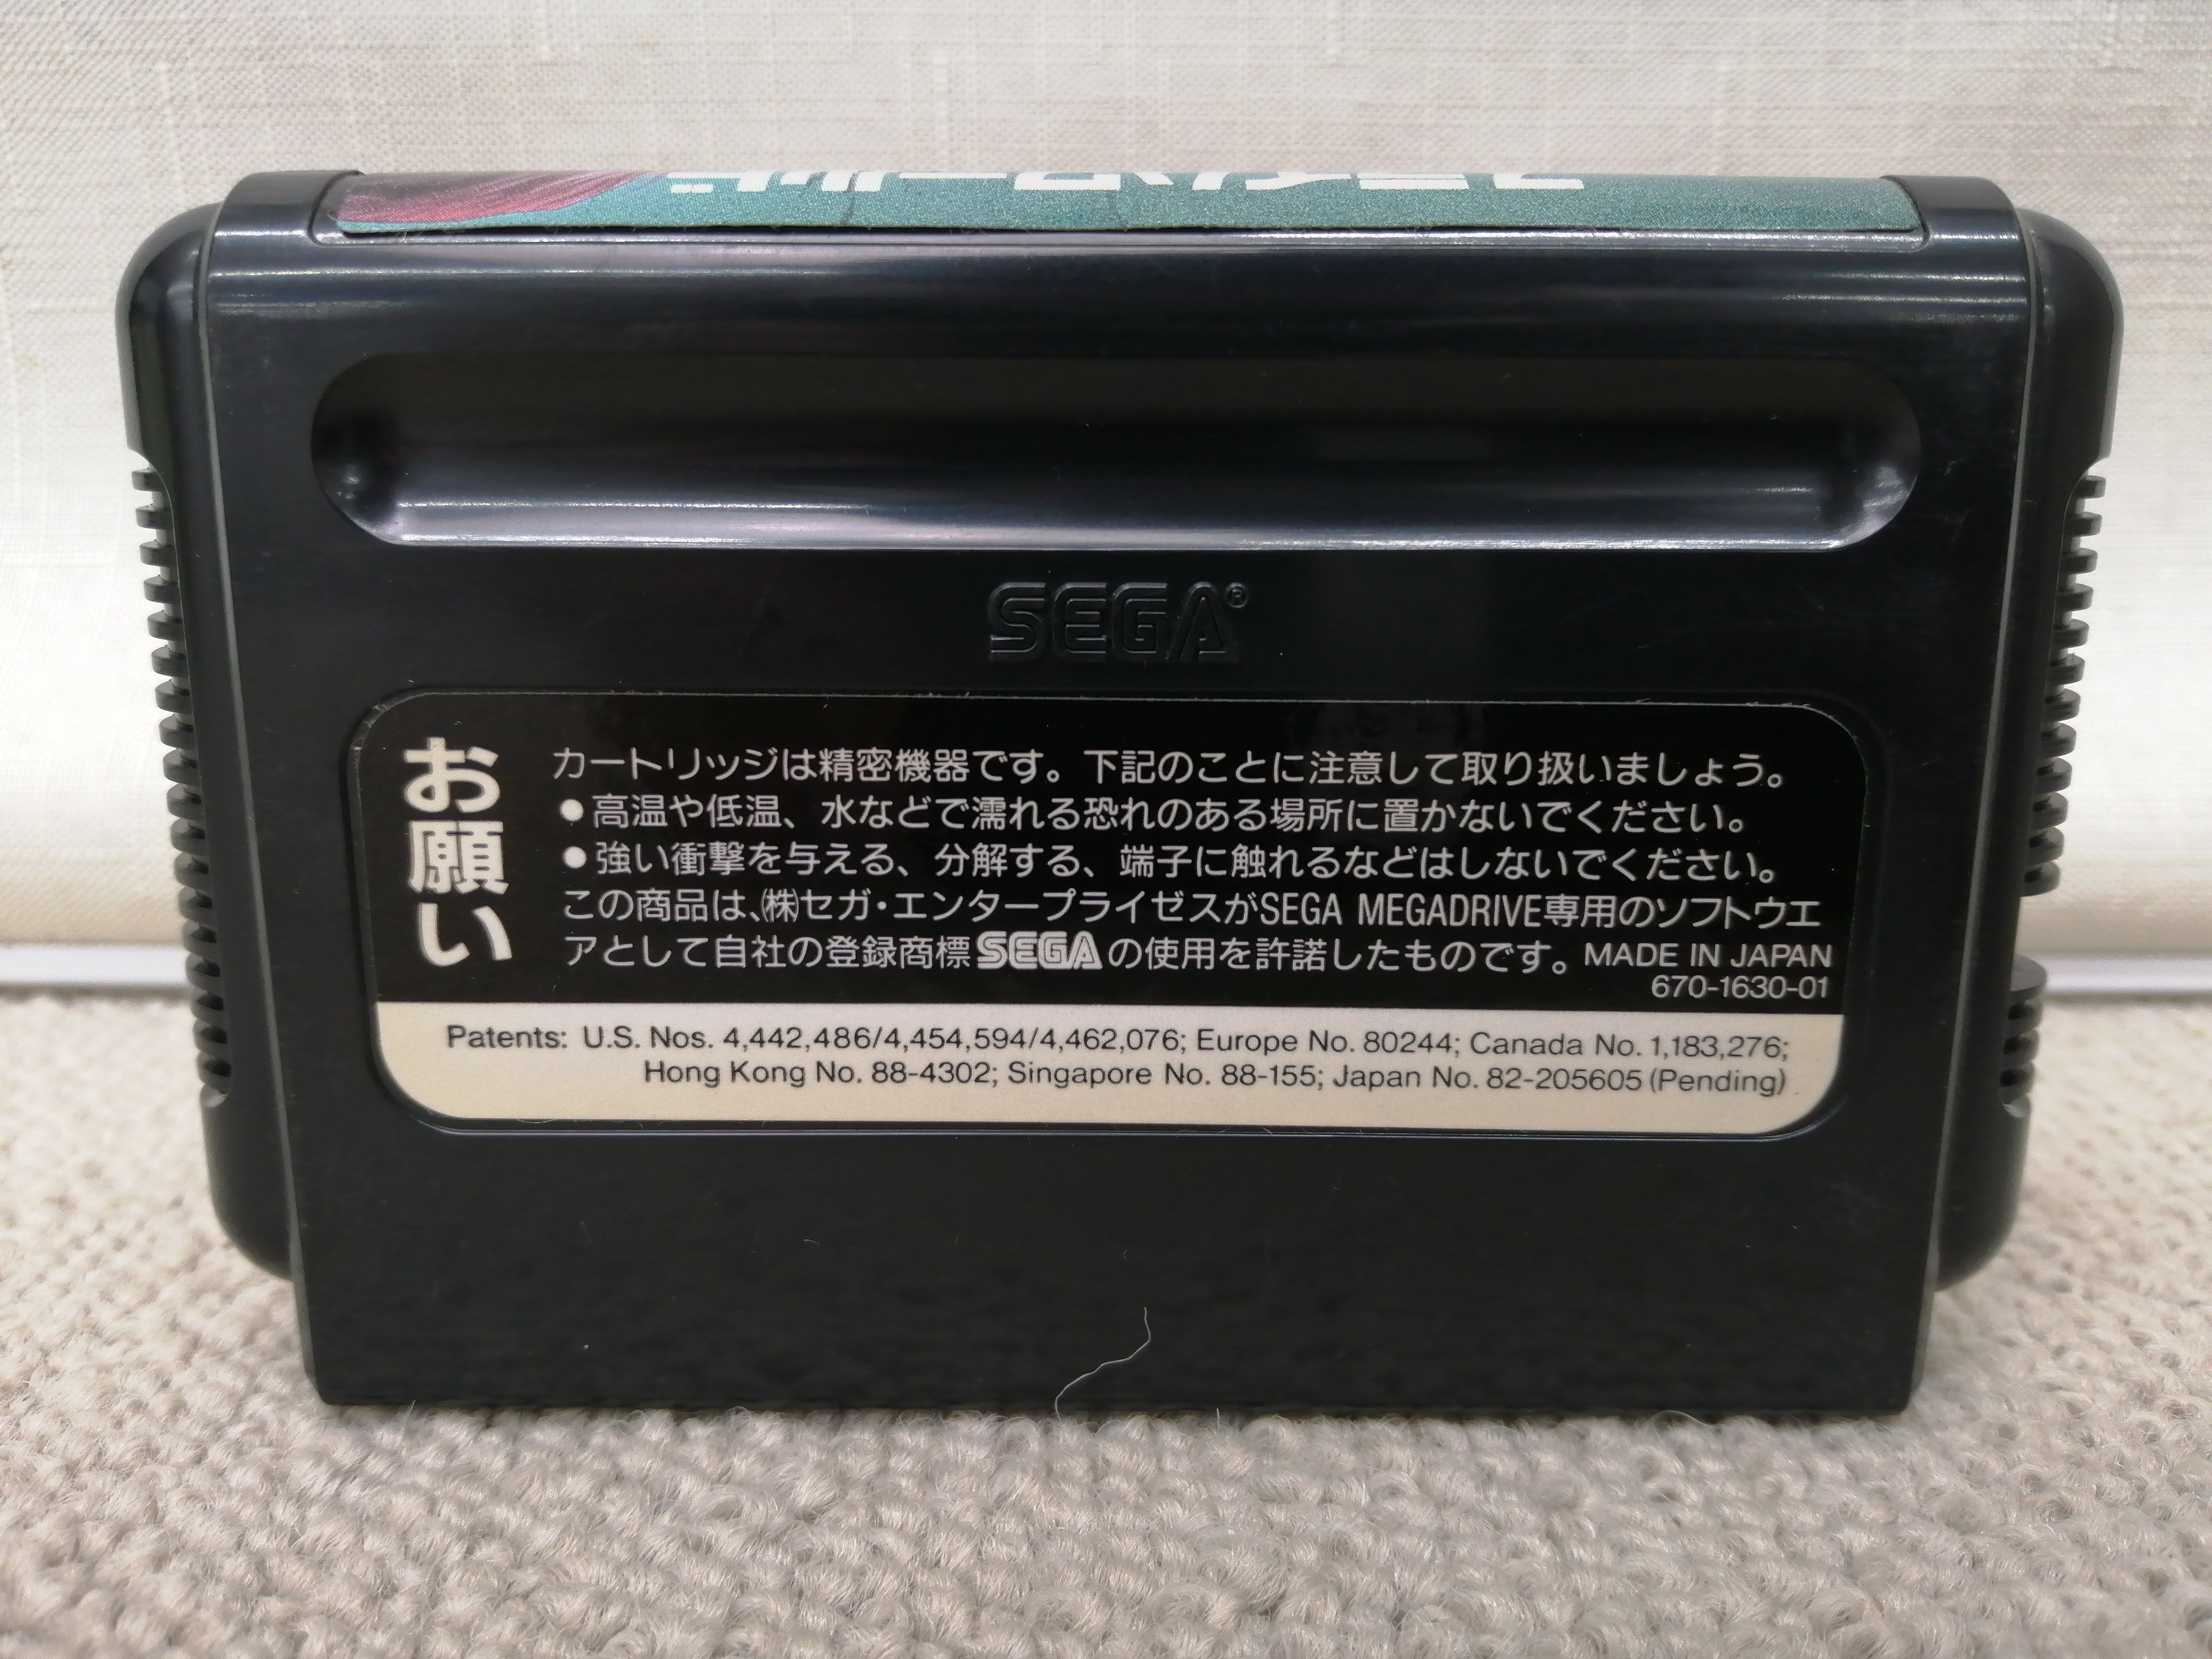 SEGA®
お願い
カートリッジは精密機器です。下記のことに注意して取り扱いましょう。
●高温や低温、水などで濡れる恐れのある場所に置かないでください。
●強い衝撃を与える、分解する、端子に触れるなどはしないでください。
この商品は、㈱セガ・エンタープライゼスがSEGA MEGADRIVE専用のソフトウエ
アとして自社の登録商標SEGAの使用を許諾したものです。MADE IN JAPAN
670-1630-01
Patents: U.S. Nos. 4,442,486/4,454,594/4,462,076; Europe No. 80244; Canada No. 1,183,276;
Hong Kong No. 88-4302; Singapore No. 88-155; Japan No. 82-205605 (Pending)